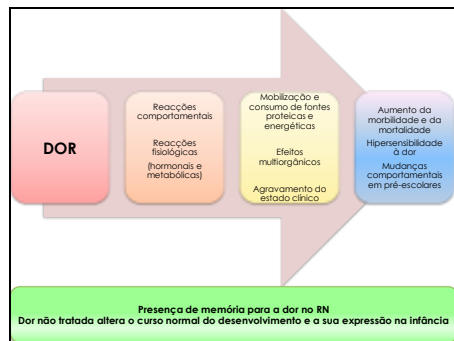 DOR
Reacções
comportamentais
Reacções
fisiológicas
(hormonais e
metabólicas)
Mobilização e
consumo de fontes
proteicas e
energéticas
Efeitos
multiorgânicos
Agravamento do
estado clínico
Aumento da
morbilidade e da
mortalidade
Hipersensibilidade
à dor
Mudanças
comportamentais
em pré-escolares
Presença de memória para a dor no RN
Dor não tratada altera o curso normal do desenvolvimento e a sua expressão na infância